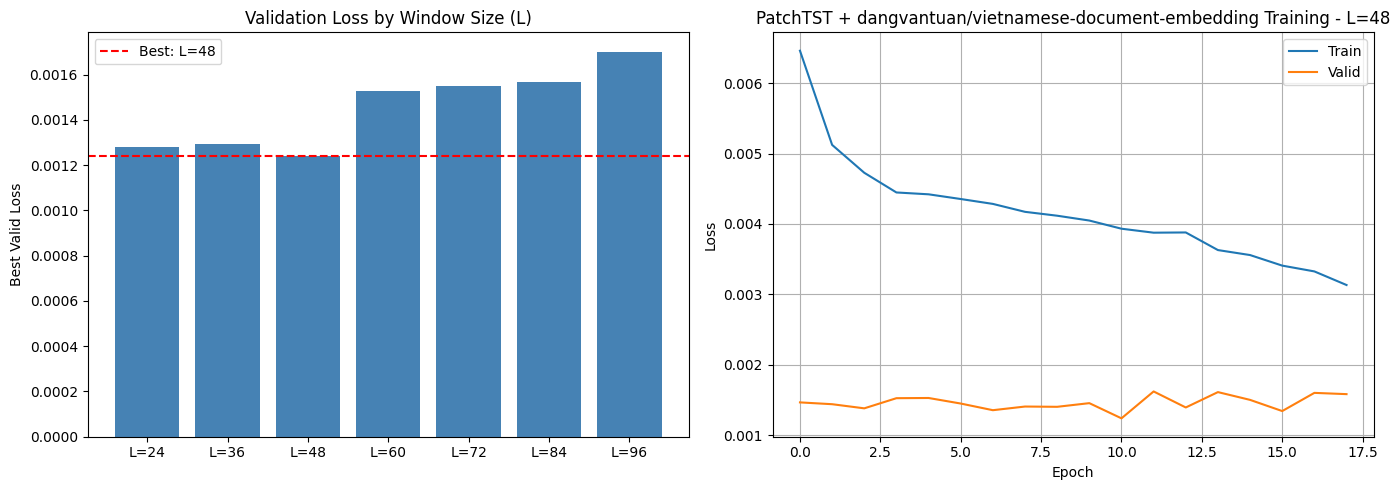 Validation Loss by Window Size (L)
Best: L=48
Best Valid Loss
0.0016
0.0014
0.0012
0.0010
0.0008
0.0006
0.0004
0.0002
0.0000
L=24 L=36 L=48 L=60 L=72 L=84 L=96
PatchTST + dangvantuan/vietnamese-document-embedding Training - L=48
Train
Valid
Loss
0.006
0.005
0.004
0.003
0.002
0.001
0.0 2.5 5.0 7.5 10.0 12.5 15.0 17.5
Epoch